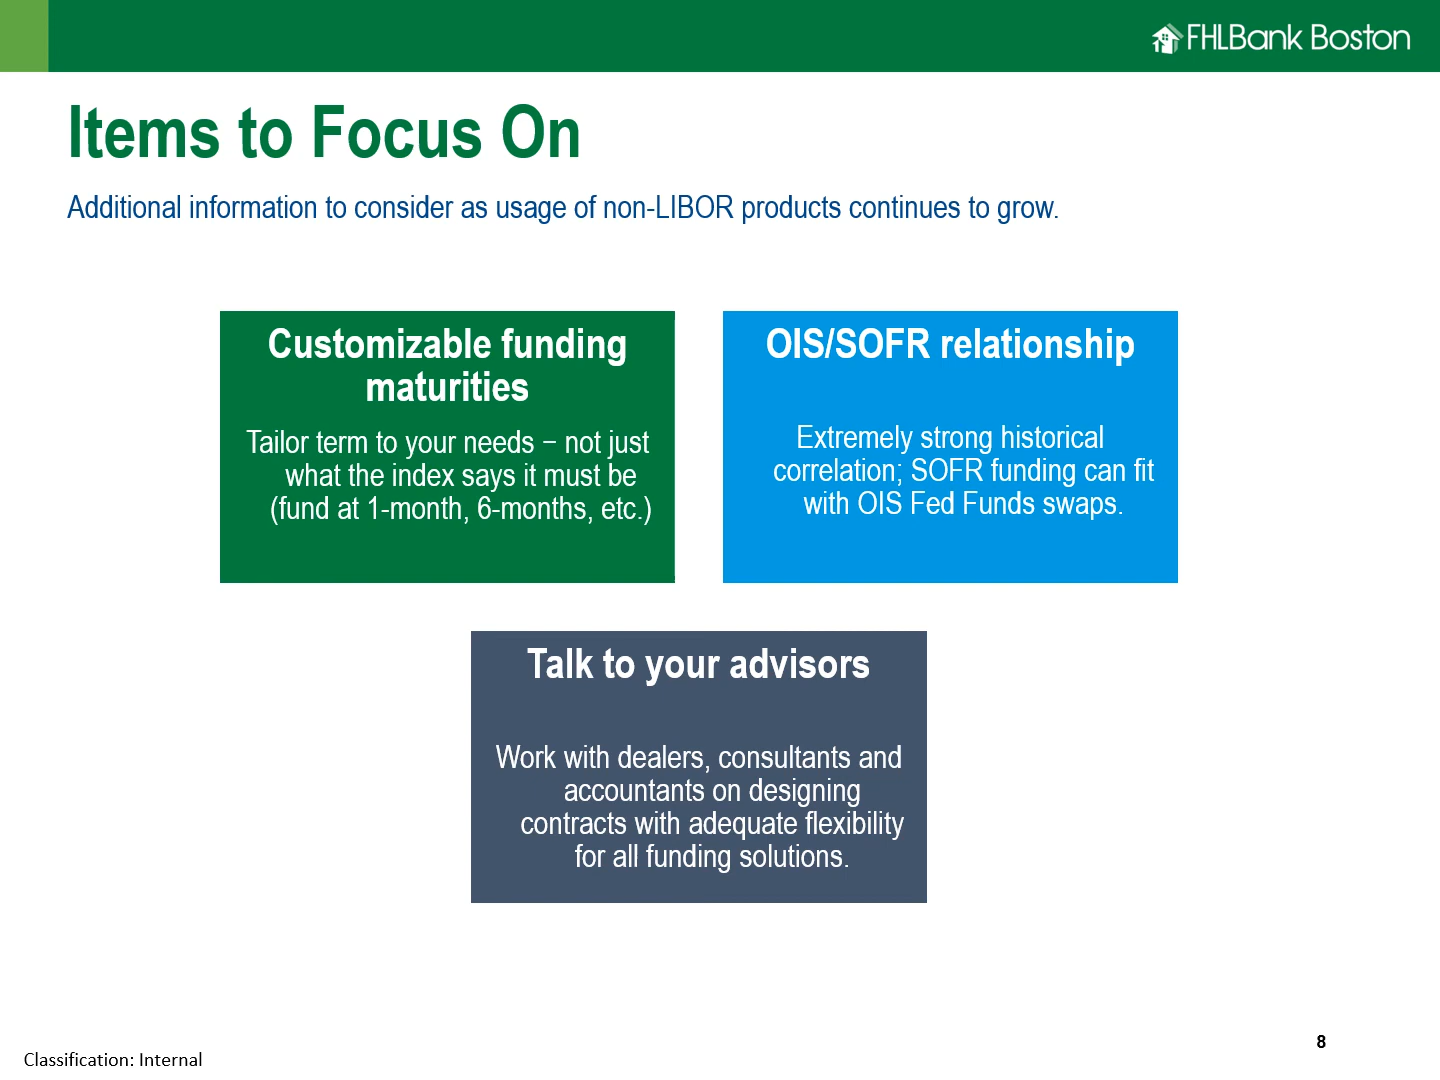 FHLBank Boston
Items to Focus On
Additional information to consider as usage of non-LIBOR products continues to grow.
Customizable funding
maturities
Tailor term to your needs – not just
what the index says it must be
(fund at 1-month, 6-months, etc.)
OIS/SOFR relationship
Extremely strong historical
correlation; SOFR funding can fit
with OIS Fed Funds swaps.
Talk to your advisors
Work with dealers, consultants and
accountants on designing
contracts with adequate flexibility
for all funding solutions.
8
Classification: Internal